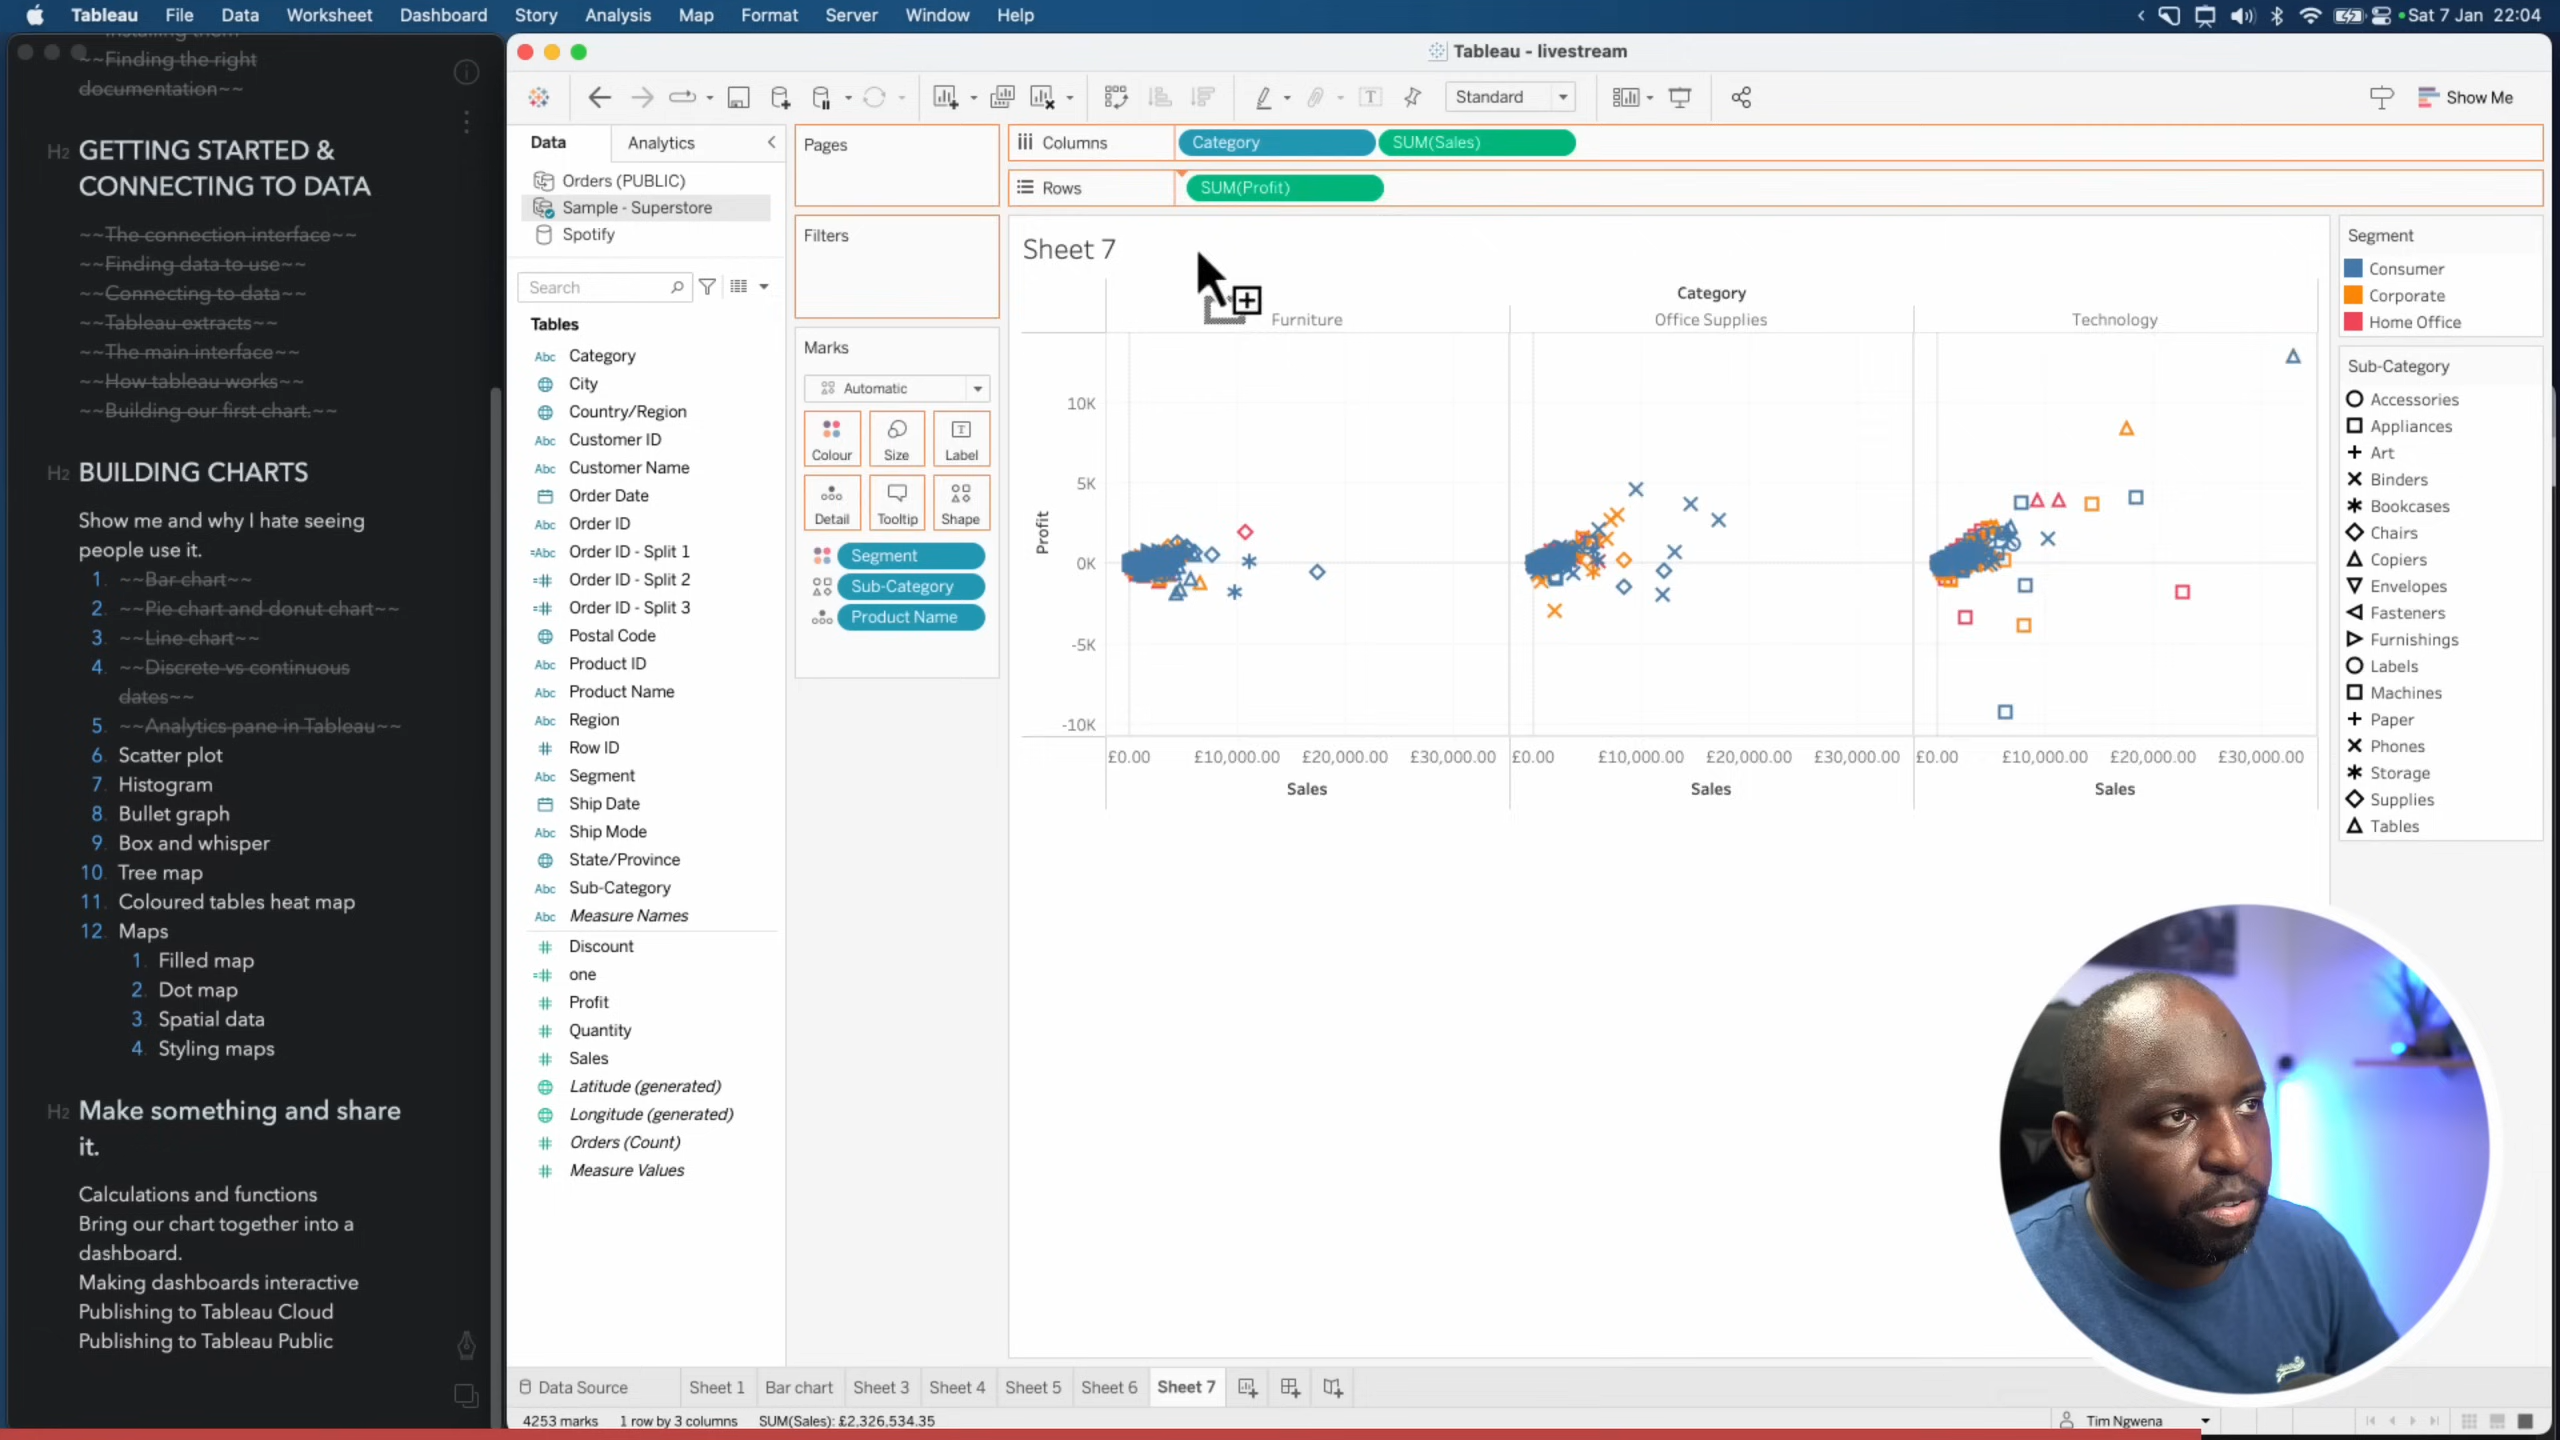 Tableau File Data Worksheet Dashboard Story Analysis Map Format Server Window Help Sat 7 Jan 22:04
~~Finding the right
documentation~~
H2 GETTING STARTED &
CONNECTING TO DATA
~~The connection interface~~
~~Finding data to use~~
~~Connecting to data~~
~~Tableau extracts~~
~~The main interface~~
~~How tableau works~~
~~Building our first chart.~~
H2 BUILDING CHARTS
Show me and why I hate seeing
people use it.
1. ~~Bar chart~~
2. ~~Pie chart and donut chart~~
3. ~~Line chart~~
4. ~~Discrete vs continuous
dates~~
5. ~~Analytics pane in Tableau~~
6. Scatter plot
7. Histogram
8. Bullet graph
9. Box and whisper
10. Tree map
11. Coloured tables heat map
12. Maps
1. Filled map
2. Dot map
3. Spatial data
4. Styling maps
H2 Make something and share
it.
Calculations and functions
Bring our chart together into a
dashboard.
Making dashboards interactive
Publishing to Tableau Cloud
Publishing to Tableau Public
Tableau - livestream
Standard
Show Me
Data Analytics
Orders (PUBLIC)
Sample - Superstore
Spotify
Search
Tables
Abc Category
City
Country/Region
Abc Customer ID
Abc Customer Name
Order Date
Abc Order ID
=Abc Order ID - Split 1
=# Order ID - Split 2
=# Order ID - Split 3
Postal Code
Abc Product ID
Abc Product Name
Abc Region
# Row ID
Abc Segment
Ship Date
Abc Ship Mode
State/Province
Abc Sub-Category
Abc Measure Names
# Discount
=# one
# Profit
# Quantity
# Sales
Latitude (generated)
Longitude (generated)
# Orders (Count)
# Measure Values
Pages
Filters
Marks
Automatic
Colour Size Label
Detail Tooltip Shape
Segment
Sub-Category
Product Name
Columns Category SUM(Sales)
Rows SUM(Profit)
Sheet 7
Category
Furniture Office Supplies Technology
Profit
10K
5K
0K
-5K
-10K
£0.00 £10,000.00 £20,000.00 £30,000.00 £0.00 £10,000.00 £20,000.00 £30,000.00 £0.00 £10,000.00 £20,000.00 £30,000.00
Sales Sales Sales
Segment
Consumer
Corporate
Home Office
Sub-Category
Accessories
Appliances
Art
Binders
Bookcases
Chairs
Copiers
Envelopes
Fasteners
Furnishings
Labels
Machines
Paper
Phones
Storage
Supplies
Tables
Data Source Sheet 1 Bar chart Sheet 3 Sheet 4 Sheet 5 Sheet 6 Sheet 7
4253 marks 1 row by 3 columns SUM(Sales): £2,326,534.35 Tim Ngwena